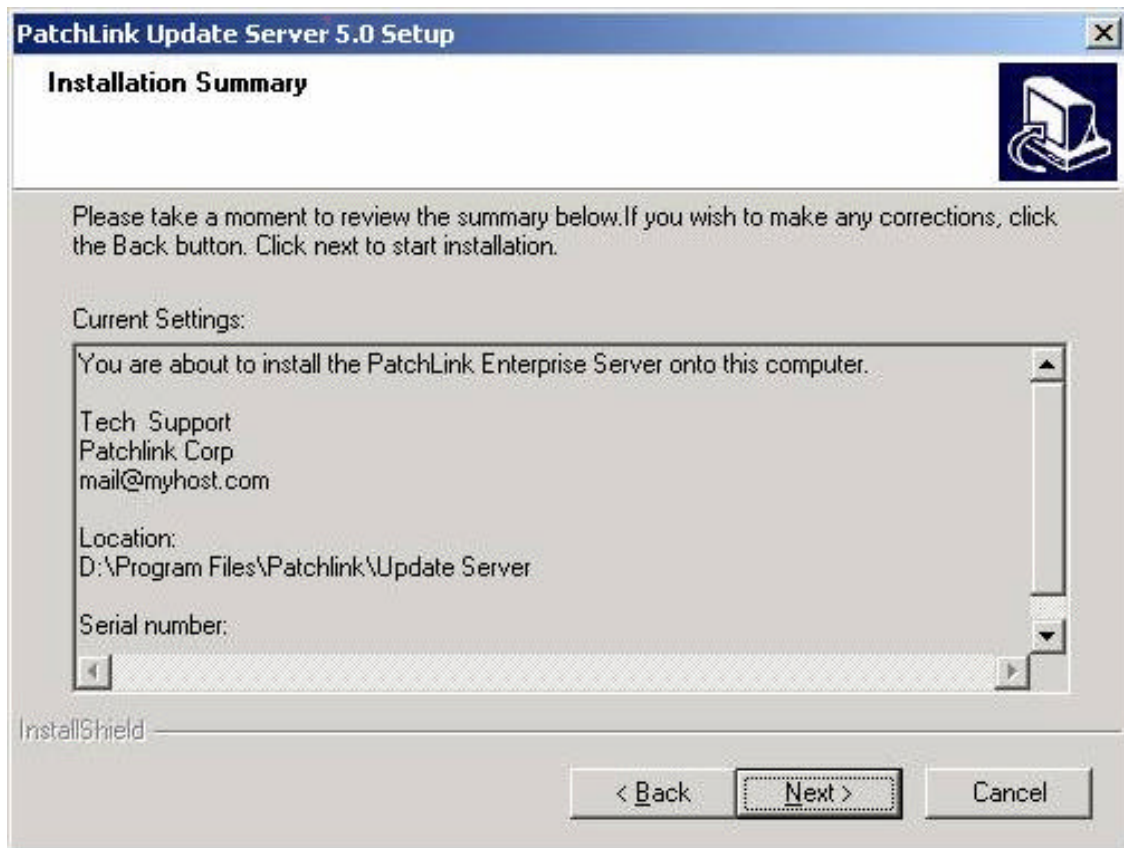 PatchLink Update Server 5.0 Setup
Installation Summary
Please take a moment to review the summary below.If you wish to make any corrections, click
the Back button. Click next to start installation.
Current Settings:
You are about to install the PatchLink Enterprise Server onto this computer.
Tech  Support
Patchlink Corp
mail@myhost.com
Location:
D:\Program Files\Patchlink\Update Server
Serial number:
InstallShield
< Back
Next >
Cancel